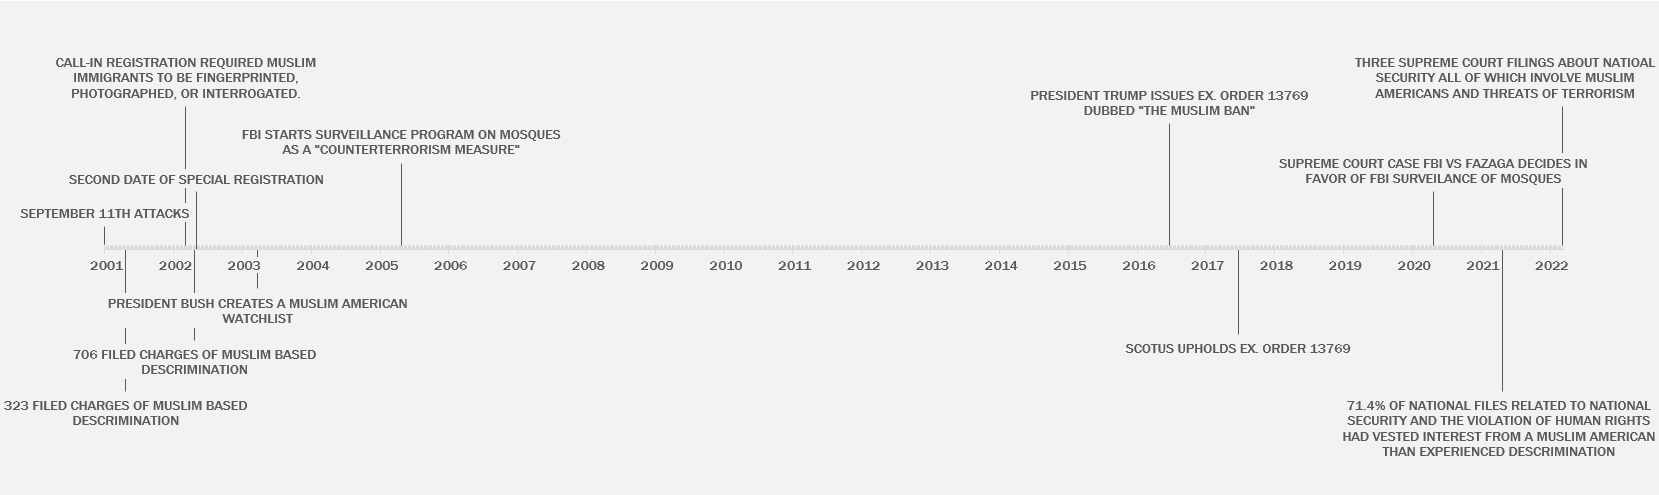 CALL-IN REGISTRATION REQUIRED MUSLIM
IMMIGRANTS TO BE FINGERPRINTED,
PHOTOGRAPHED, OR INTERROGATED.
THREE SUPREME COURT FILINGS ABOUT NATIOAL
SECURITY ALL OF WHICH INVOLVE MUSLIM
AMERICANS AND THREATS OF TERRORISM
PRESIDENT TRUMP ISSUES EX. ORDER 13769
DUBBED "THE MUSLIM BAN"
FBI STARTS SURVEILLANCE PROGRAM ON MOSQUES
AS A "COUNTERTERRORISM MEASURE"
SUPREME COURT CASE FBI VS FAZAGA DECIDES IN
FAVOR OF FBI SURVEILANCE OF MOSQUES
SECOND DATE OF SPECIAL REGISTRATION
SEPTEMBER 11TH ATTACKS
2001 2002 2003 2004 2005 2006 2007 2008 2009 2010 2011 2012 2013 2014 2015 2016 2017 2018 2019 2020 2021 2022
PRESIDENT BUSH CREATES A MUSLIM AMERICAN
WATCHLIST
706 FILED CHARGES OF MUSLIM BASED
DESCRIMINATION
SCOTUS UPHOLDS EX. ORDER 13769
323 FILED CHARGES OF MUSLIM BASED
DESCRIMINATION
71.4% OF NATIONAL FILES RELATED TO NATIONAL
SECURITY AND THE VIOLATION OF HUMAN RIGHTS
HAD VESTED INTEREST FROM A MUSLIM AMERICAN
THAN EXPERIENCED DESCRIMINATION